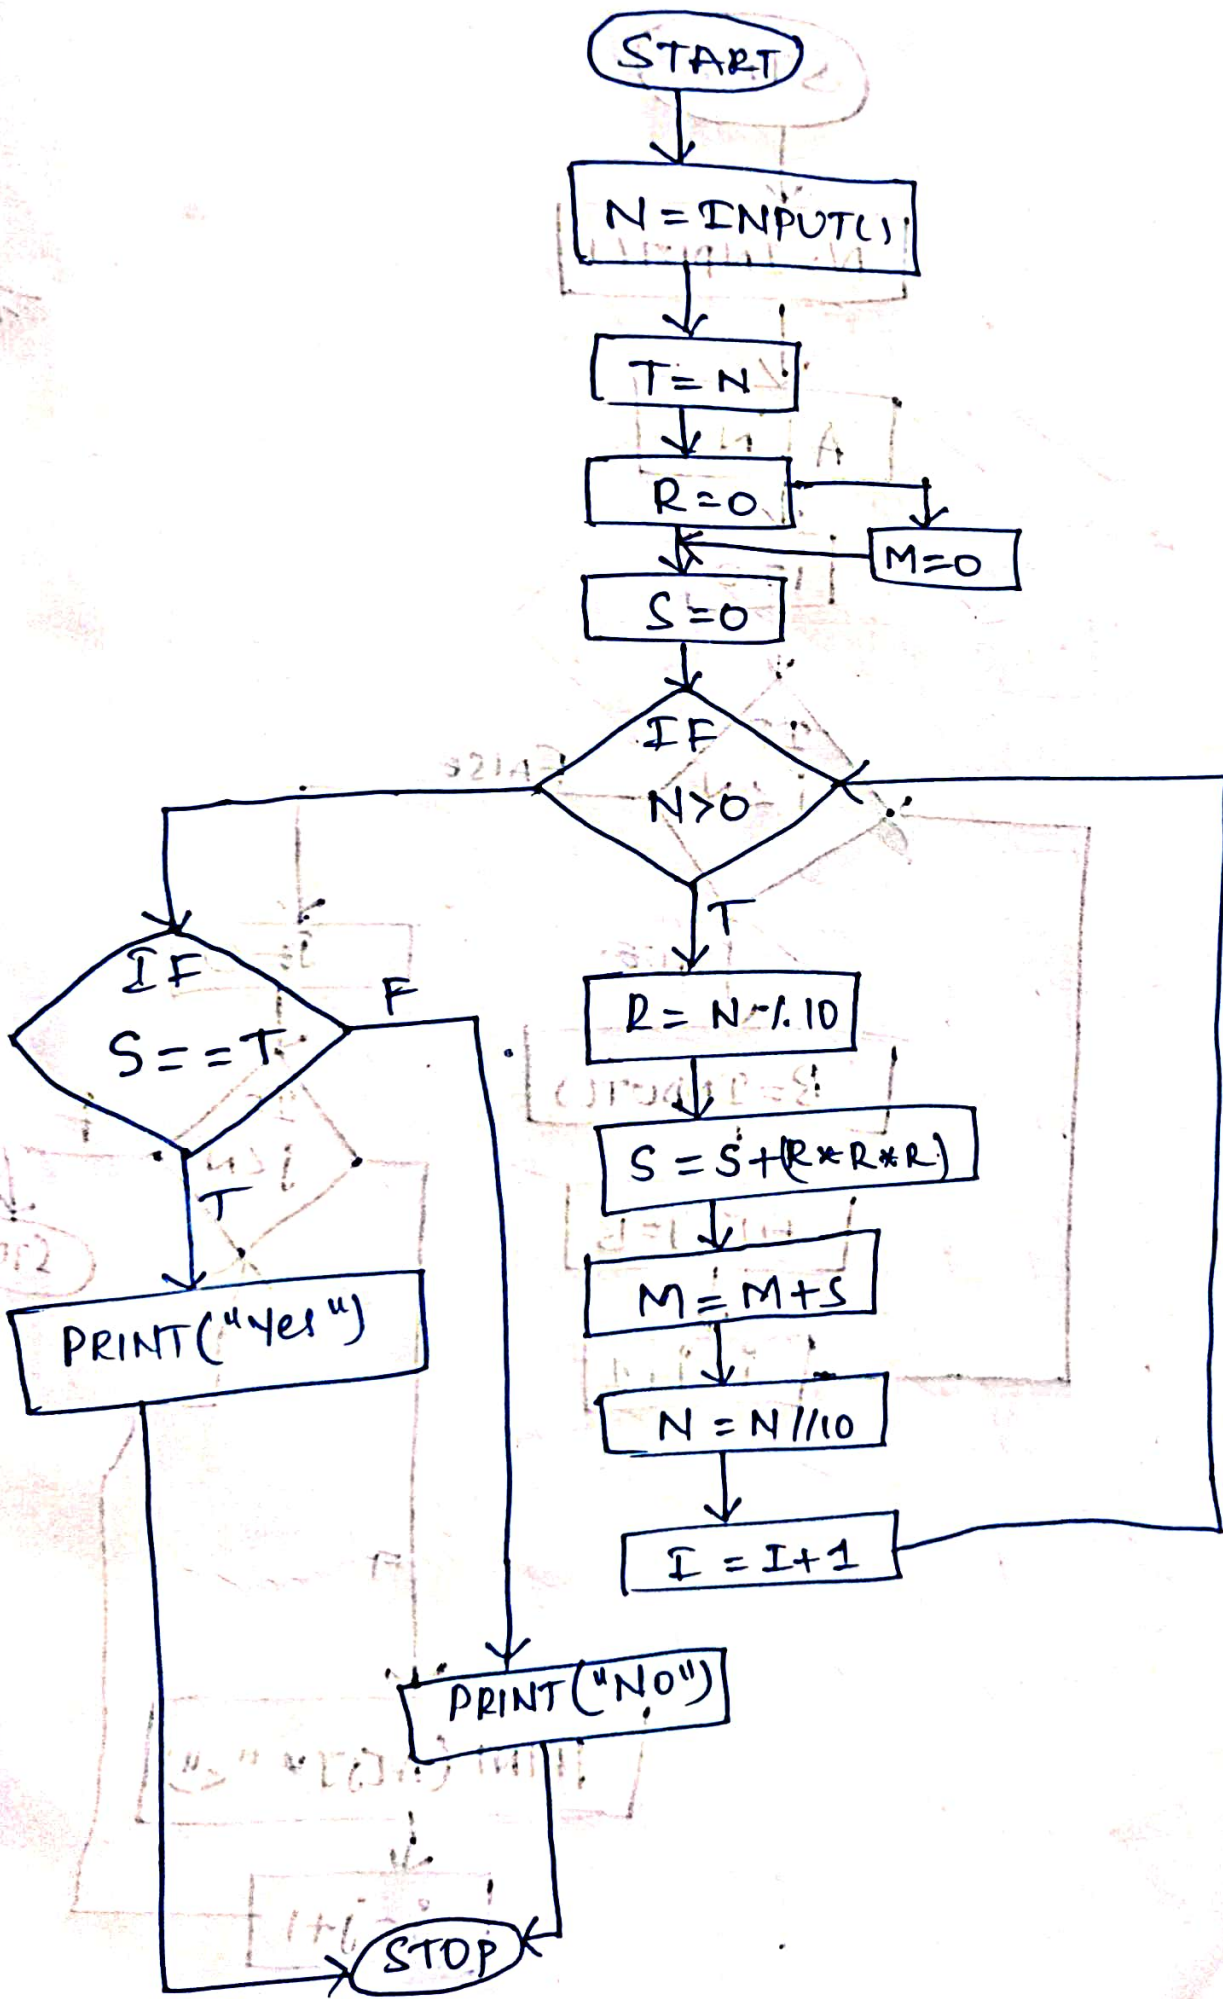 START
N = INPUT()
T = N
R = 0
M = 0
S = 0
IF
N>0
T
IF
S = = T
F
T
R = N % 10
S = S + (R * R * R)
M = M + S
PRINT ("Yes")
N = N // 10
I = I + 1
PRINT ("NO")
STOP